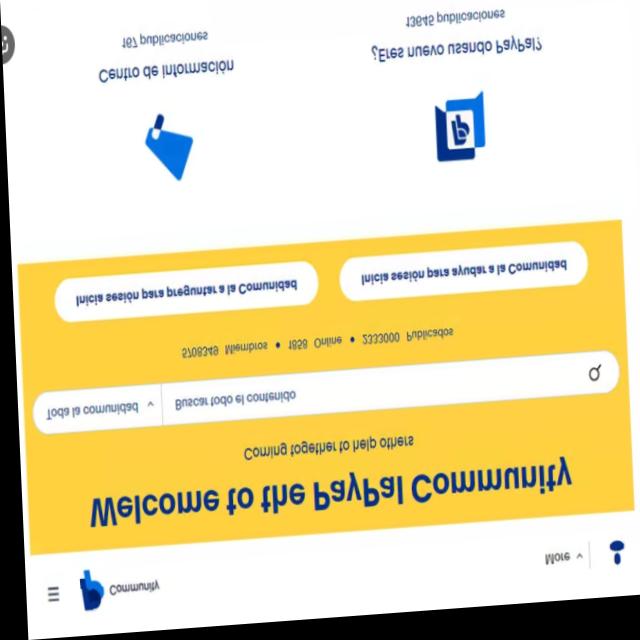 Community
More
Welcome to the PayPal Community
Coming together to help others
Toda la comunidad
Buscar todo el contenido
5708349 Miembros • 1858 Online • 2333000 Publicados
Inicia sesión para preguntar a la Comunidad
Inicia sesión para ayudar a la Comunidad
Centro de información
167 publicaciones
¿Eres nuevo usando PayPal?
13645 publicaciones